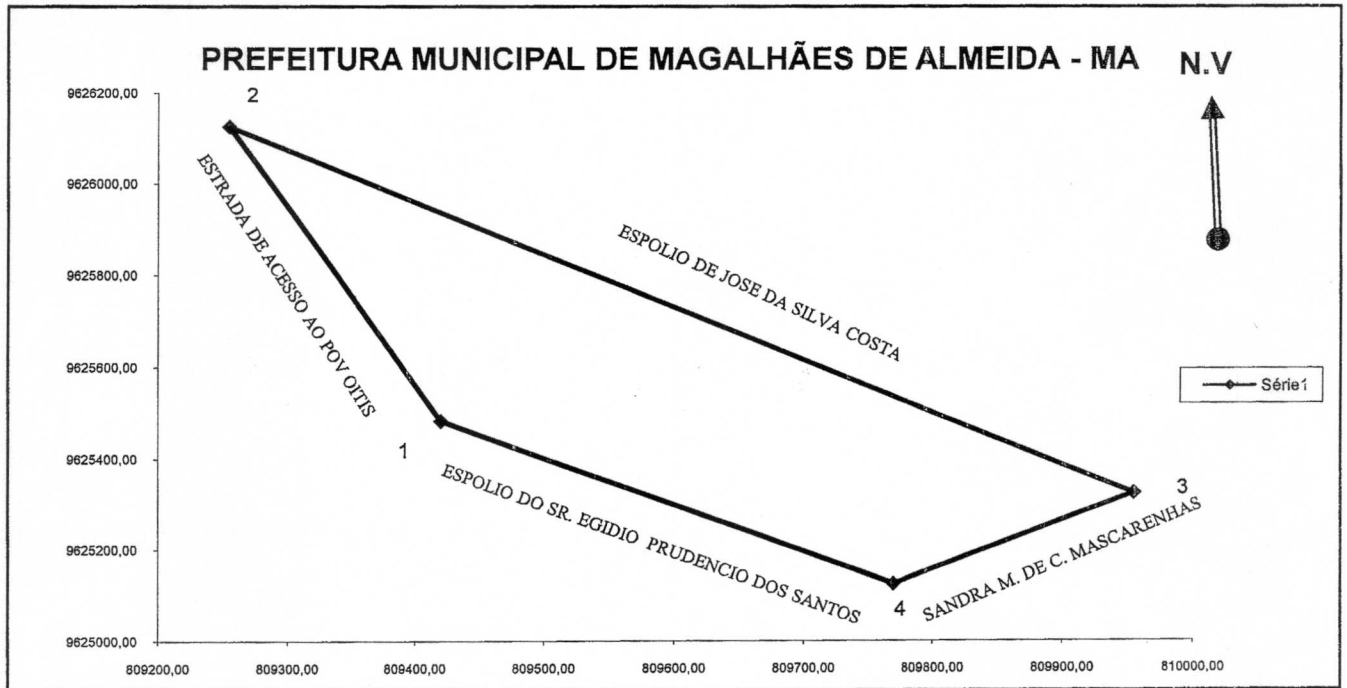 PREFEITURA MUNICIPAL DE MAGALHÃES DE ALMEIDA - MA
N.V
9626200,00
9626000,00
9625800,00
9625600,00
9625400,00
9625200,00
9625000,00
2
ESTRADA DE ACESSO AO POV OITIS
ESPOLIO DE JOSE DA SILVA COSTA
Série1
1
ESPOLIO DO SR. EGIDIO PRUDENCIO DOS SANTOS
3
SANDRA M. DE C. MASCARENHAS
4
809200,00
809300,00
809400,00
809500,00
809600,00
809700,00
809800,00
809900,00
810000,00